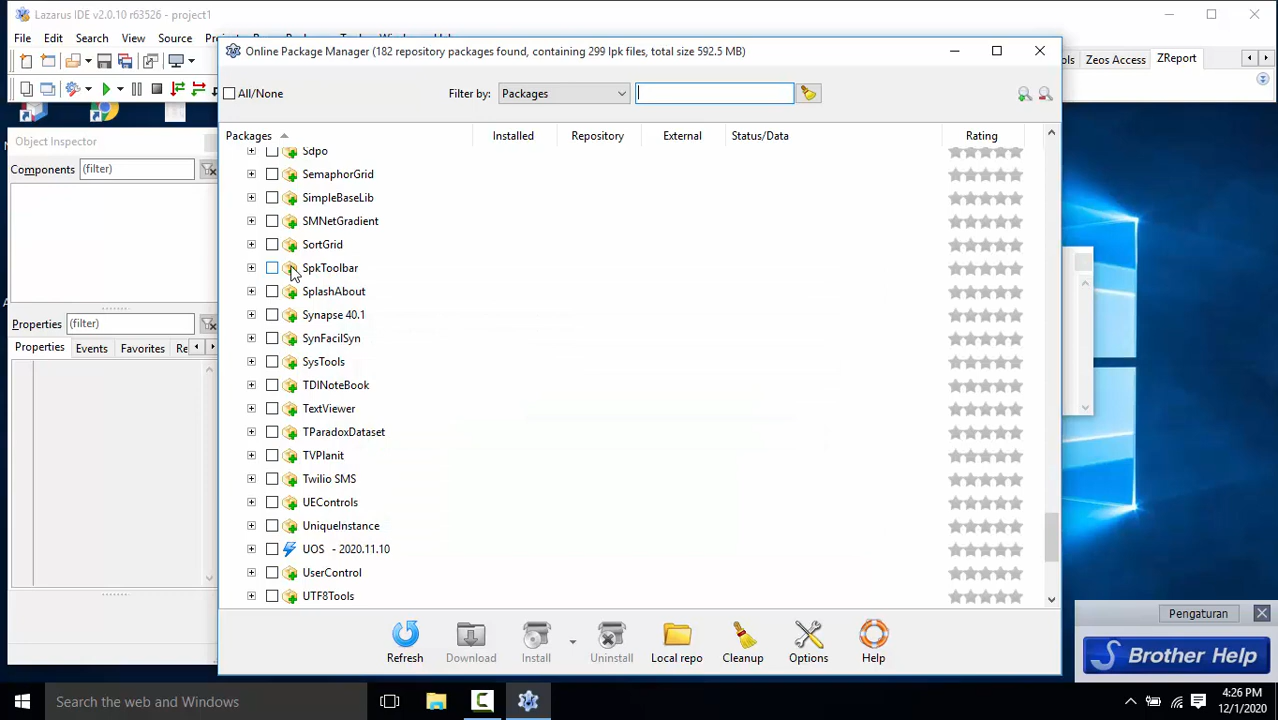 Lazarus IDE v2.0.10 r63526 - project1
File Edit Search View Source
Online Package Manager (182 repository packages found, containing 299 lpk files, total size 592.5 MB)
Zeos Access ZReport
All/None Filter by: Packages
Object Inspector
Components (filter)
Properties (filter)
Properties Events Favorites Re
Packages Installed Repository External Status/Data Rating
Sdpo
SemaphorGrid
SimpleBaseLib
SMNetGradient
SortGrid
SpkToolbar
SplashAbout
Synapse 40.1
SynFacilSyn
SysTools
TDINoteBook
TextViewer
TParadoxDataset
TVPlanit
Twilio SMS
UEControls
UniqueInstance
UOS - 2020.11.10
UserControl
UTF8Tools
Refresh Download Install Uninstall Local repo Cleanup Options Help
Pengaturan
Brother Help
Search the web and Windows
4:26 PM
12/1/2020